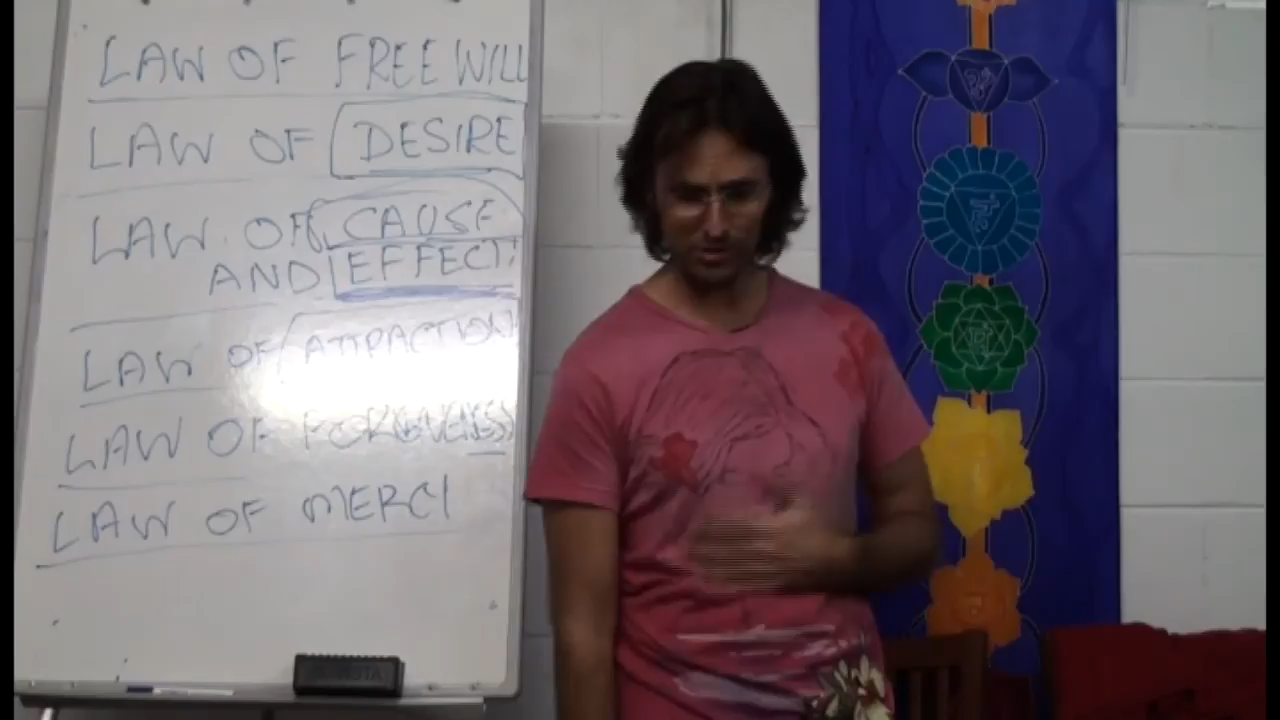 LAW OF FREE WILL
LAW OF DESIRE
LAW OF CAUSE
AND EFFECT
LAW OF ATTRACTION
LAW OF FORGIVENESS
LAW OF MERCI